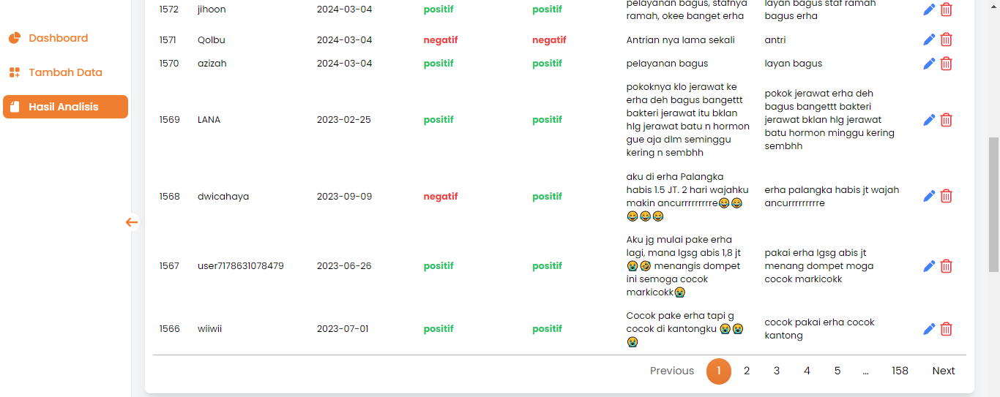 Dashboard
Tambah Data
Hasil Analisis
1572 jihoon 2024-03-04 positif positif
pelayanan bagus, stafnya
ramah, okee banget erha
layan bagus staf ramah
bagus erha
1571 Qolbu 2024-03-04 negatif negatif Antrian nya lama sekali antri
1570 azizah 2024-03-04 positif positif pelayanan bagus layan bagus
1569 LANA 2023-02-25 positif positif
pokoknya klo jerawat ke
erha deh bagus bangettt
bakteri jerawat itu bklan
hlg jerawat batu n hormon
gue aja dlm seminggu
kering n sembhh
pokok jerawat erha deh
bagus bangettt bakteri
jerawat bklan hlg jerawat
batu hormon minggu kering
sembhh
1568 dwicahaya 2023-09-09 negatif positif
aku di erha Palangka
habis 1.5 JT. 2 hari wajahku
makin ancurrrrrrrrre😂😂
😂😂😂
erha palangka habis jt wajah
ancurrrrrrrrre
1567 user7178631078479 2023-06-26 positif positif
Aku jg mulai pake erha
lagi, mana lgsg abis 1,8 jt
😭🤣 menangis dompet
ini semoga cocok
markicokk😭
pakai erha lgsg abis jt
menang dompet moga
cocok markicokk
1566 wiiwii 2023-07-01 positif positif
Cocok pake erha tapi g
cocok di kantongku 😭😭
😭
cocok pakai erha cocok
kantong
Previous 1 2 3 4 5 ... 158 Next